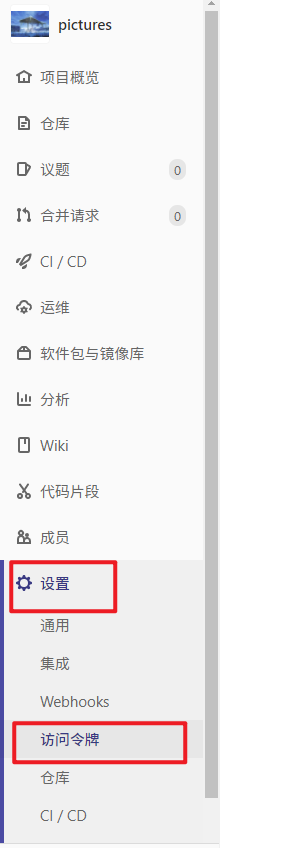 pictures
项目概览
仓库
议题 0
合并请求 0
CI / CD
运维
软件包与镜像库
分析
Wiki
代码片段
成员
设置
通用
集成
Webhooks
访问令牌
仓库
CI / CD